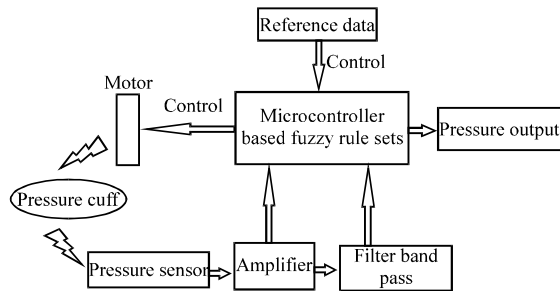 Reference data
Control
Motor
Control
Microcontroller
based fuzzy rule sets
Pressure output
Pressure cuff
Pressure sensor
Amplifier
Filter band
pass